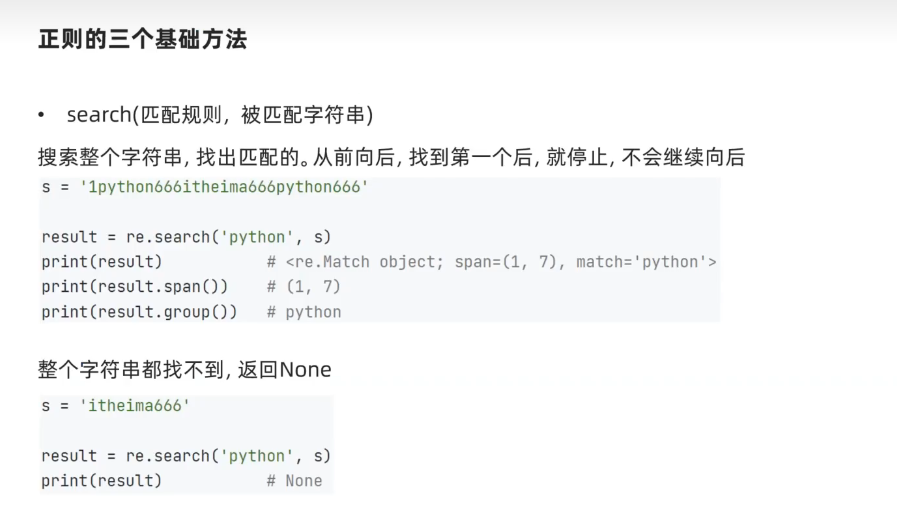 正则的三个基础方法
• search(匹配规则, 被匹配字符串)
搜索整个字符串, 找出匹配的。从前向后, 找到第一个后, 就停止, 不会继续向后
s = '1python666itheima666python666'
result = re.search('python', s)
print(result)           # <re.Match object; span=(1, 7), match='python'>
print(result.span())    # (1, 7)
print(result.group())   # python
整个字符串都找不到, 返回None
s = 'itheima666'
result = re.search('python', s)
print(result)           # None